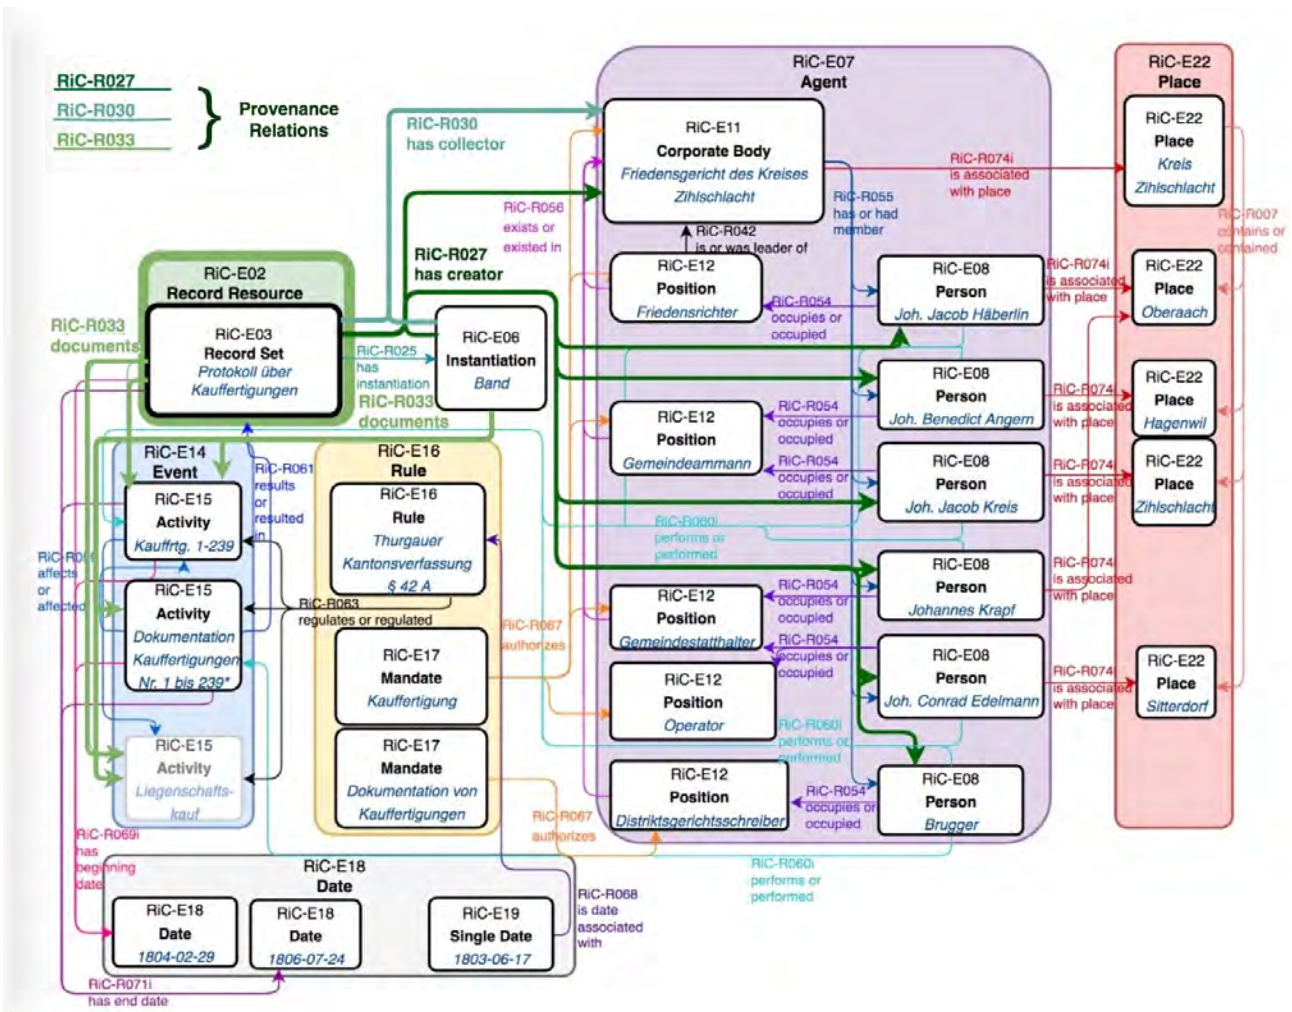 RiC-R027
RiC-R030
RiC-R033
Provenance
Relations
RiC-R030
has collector
RiC-R056
exists or
existed in
RiC-R027
has creator
RiC-E07
Agent
RiC-E11
Corporate Body
Friedensgericht des Kreises
Zihlschlacht
RiC-R042
is or was leader of
RiC-R055
has or had
member
RiC-R074i
is associated
with place
RiC-E22
Place
RiC-E22
Place
Kreis
Zihlschlacht
RiC-R007
contains or
contained
RiC-E02
Record Resource
RiC-E03
Record Set
Protokoll über
Kauffertigungen
RiC-R033
documents
RiC-R025
has
instantiation
RiC-E06
Instantiation
Band
RiC-R033
documents
RiC-E12
Position
Friedensrichter
RiC-R054
occupies or
occupied
RiC-E08
Person
Joh. Jacob Häberlin
RiC-R074i
is associated
with place
RiC-E22
Place
Oberaach
RiC-E12
Position
Gemeindeammann
RiC-R054
occupies or
occupied
RiC-R054
occupies or
occupied
RiC-E08
Person
Joh. Benedict Angern
RiC-R074
is associated
with place
RiC-E22
Place
Hagenwil
RiC-E08
Person
Joh. Jacob Kreis
RiC-R074
is associated
with place
RiC-E22
Place
Zihlschlacht
RiC-R060i
performs or
performed
RiC-E14
Event
RiC-E15
Activity
Kauffrtg. 1-239
RiC-R061
results
or
resulted
in
affects
or
affected
RiC-E15
Activity
Dokumentation
Kauffertigungen
Nr. 1 bis 239*
RiC-E15
Activity
Liegenschafts-
kauf
RiC-E16
Rule
RiC-E16
Rule
Thurgauer
Kantonsverfassung
§ 42 A
RiC-R063
regulates or regulated
RiC-E17
Mandate
Kauffertigung
RiC-E17
Mandate
Dokumentation von
Kauffertigungen
RiC-R067
authorizes
RiC-R067
authorizes
RiC-E12
Position
Gemeindestatthalter
RiC-R054
occupies or
occupied
RiC-R054
occupies or
occupied
RiC-E08
Person
Johannes Krapf
RiC-R074
is associated
with place
RiC-E12
Position
Operator
RiC-E08
Person
Joh. Conrad Edelmann
RiC-R074
is associated
with place
RiC-E22
Place
Sitterdorf
RiC-R060i
performs or
performed
RiC-E12
Position
Distriktsgerichtsschreiber
RiC-R054
occupies or
occupied
RiC-E08
Person
Brugger
RiC-R060i
performs or
performed
RiC-R069i
has
beginning
date
RiC-E18
Date
RiC-E18
Date
1804-02-29
RiC-E18
Date
1806-07-24
RiC-E19
Single Date
1803-06-17
RiC-R068
is date
associated
with
RiC-R071i
has end date